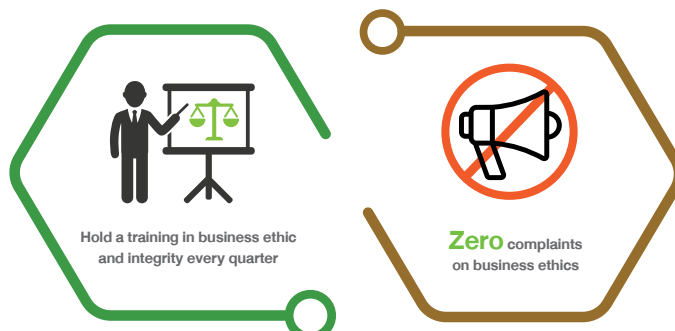 Hold a training in business ethic
and integrity every quarter
Zero complaints
on business ethics